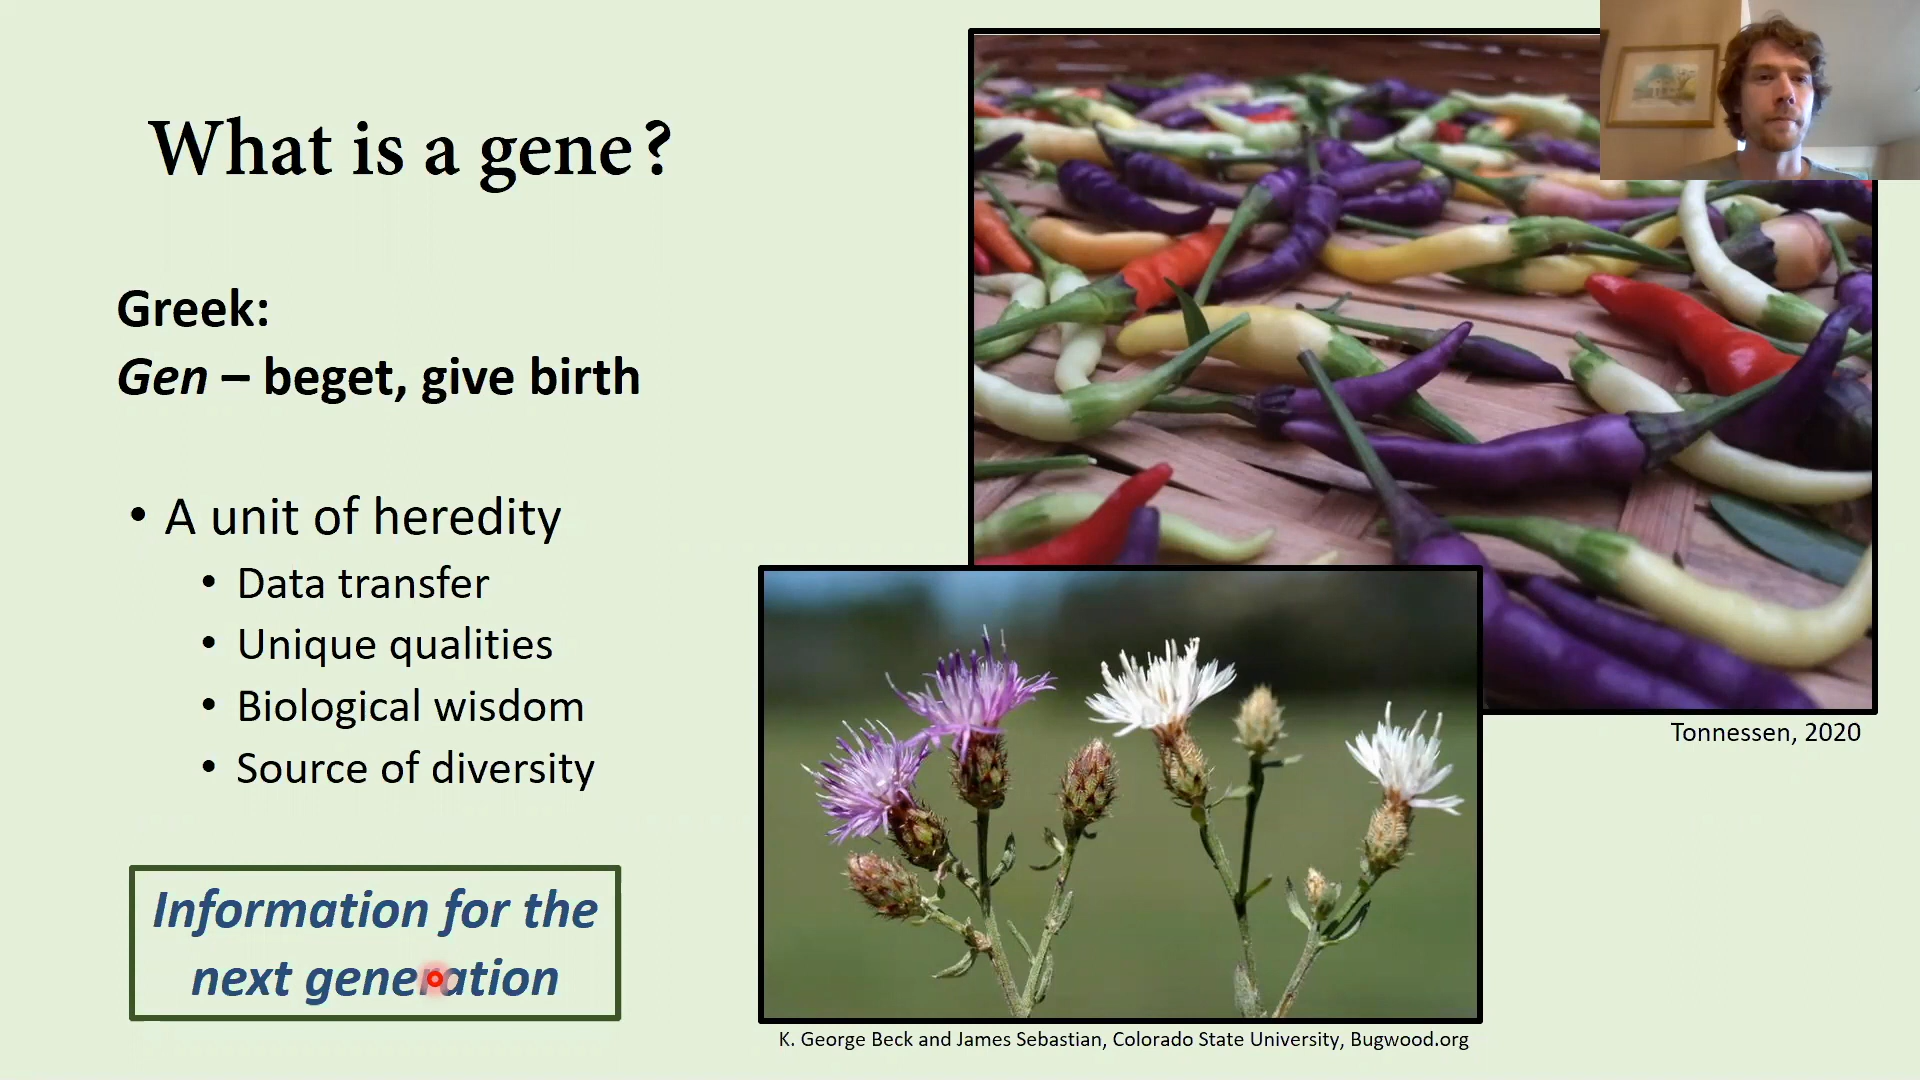 What is a gene?
Greek:
Gen – beget, give birth
• A unit of heredity
• Data transfer
• Unique qualities
• Biological wisdom
• Source of diversity
Information for the
next generation
Tonnessen, 2020
K. George Beck and James Sebastian, Colorado State University, Bugwood.org